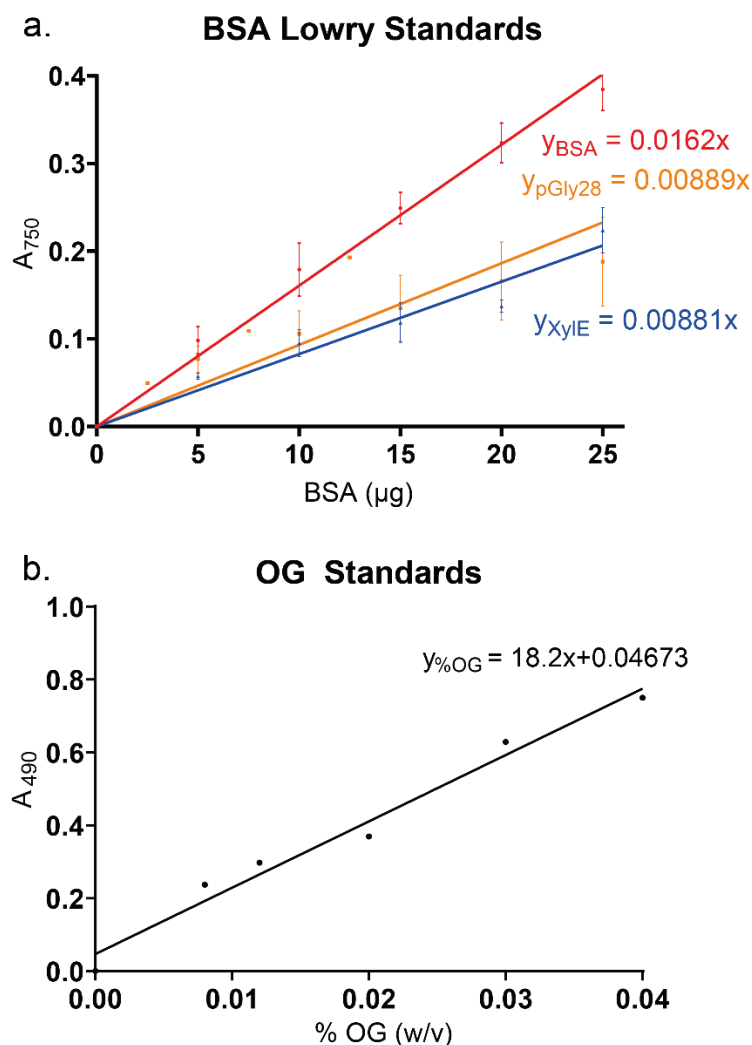 a.
BSA Lowry Standards
0.4
0.3
0.2
0.1
0.0
A750
yBSA = 0.0162x
ypGly28 = 0.00889x
yXylE = 0.00881x
0 5 10 15 20 25
BSA (µg)
b.
OG Standards
1.0
0.8
0.6
0.4
0.2
0.0
A490
y%OG = 18.2x+0.04673
0.00 0.01 0.02 0.03 0.04
% OG (w/v)